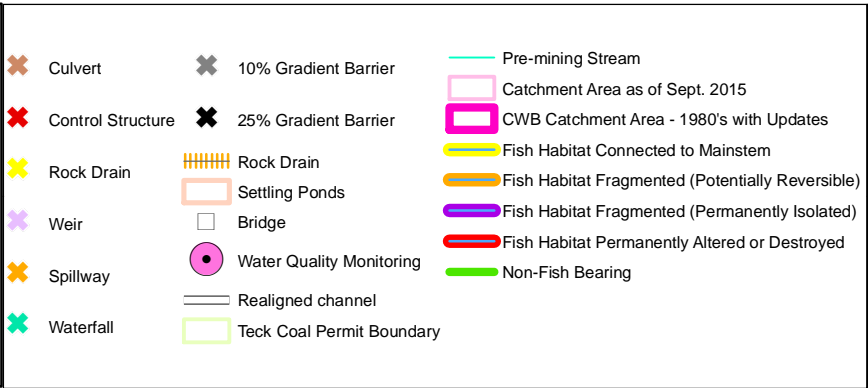 Culvert
Control Structure
Rock Drain
Weir
Spillway
Waterfall
10% Gradient Barrier
25% Gradient Barrier
Rock Drain
Settling Ponds
Bridge
Water Quality Monitoring
Realigned channel
Teck Coal Permit Boundary
Pre-mining Stream
Catchment Area as of Sept. 2015
CWB Catchment Area - 1980's with Updates
Fish Habitat Connected to Mainstem
Fish Habitat Fragmented (Potentially Reversible)
Fish Habitat Fragmented (Permanently Isolated)
Fish Habitat Permanently Altered or Destroyed
Non-Fish Bearing